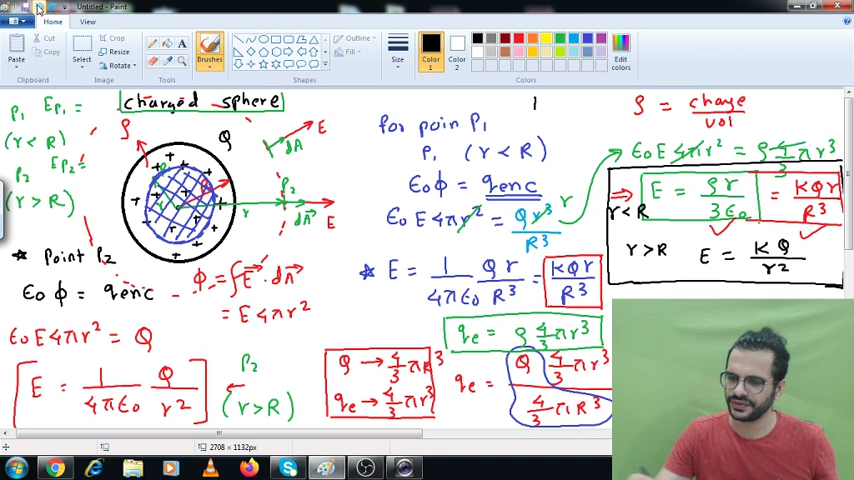 Untitled - Paint
Home
View
Paste
Cut
Copy
Clipboard
Select
Crop
Resize
Rotate
Image
Tools
Brushes
Shapes
Outline
Fill
Size
Color 1
Color 2
Colors
Edit colors
charged sphere
P1 EP1 =
(r < R)
P2 EP2 =
(r > R)
ρ
Q
E
dA
P2
r
dA
E
* Point P2
ε0 φ = qenc
φ = ∫ E . dA
= E 4πr²
ε0 E 4πr² = Q
E = 1/4πε0 Q/r²
P2
(r > R)
for poin P1
P1 (r < R)
ε0 φ = qenc
ε0 E 4πr² = Qr³/R³
r
* E = 1/4πε0 Qr/R³ = KQr/R³
qe = ρ 4/3 πr³
Q → 4/3 πR³
qe → 4/3 πr³
qe = Q 4/3 πr³ / 4/3 πR³
ρ = charge/vol
ε0 E 4πr² = ρ 4/3 πr³
⇒ E = ρr/3ε0 = KQr/R³
r < R
r > R E = KQ/r²
2708 × 1132px